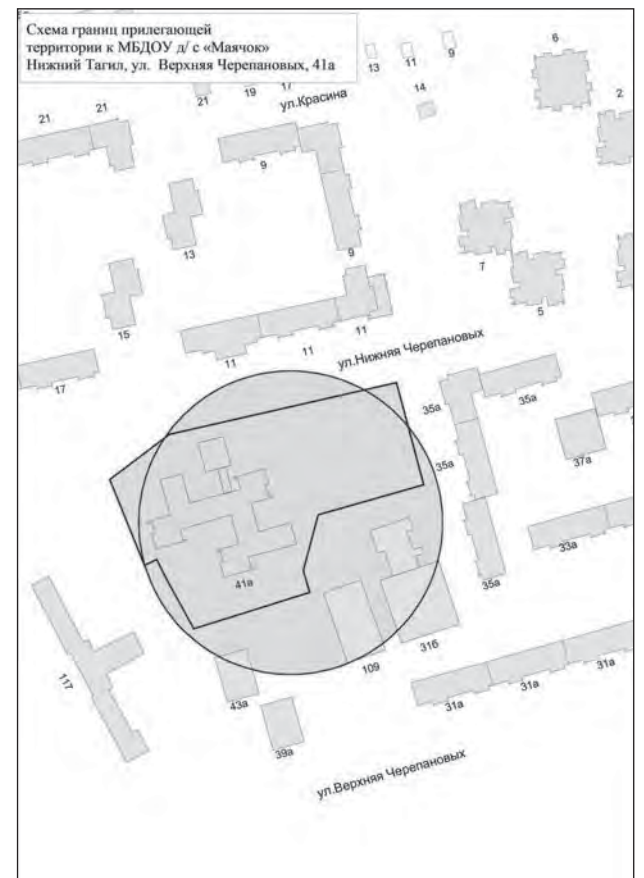 Схема границ прилегающей
территории к МБДОУ д/ с «Маячок»
Нижний Тагил, ул. Верхняя Черепановых, 41а
13
11
9
6
21
19
17
ул.Красина
14
2
21
21
9
13
9
7
5
15
11
11
11
ул.Нижняя Черепановых
17
35а
35а
35а
37а
33а
41а
35а
117
43а
109
31б
31а
31а
31а
39а
ул.Верхняя Черепановых